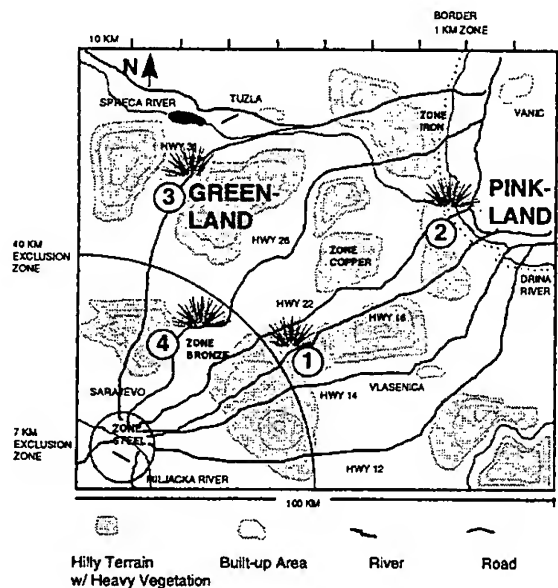 BORDER
1 KM ZONE
10 KM
N
SPRECA RIVER
TUZLA
ZONE
IRON
VANIC
HWY 31
3
GREEN-
LAND
PINK-
LAND
2
40 KM
EXCLUSION
ZONE
HWY 26
ZONE
COPPER
DRINA
RIVER
HWY 22
4
ZONE
BRONZE
HWY 16
1
SARAJEVO
VLASENICA
HWY 14
7 KM
EXCLUSION
ZONE
ZONE
STEEL
MILJACKA RIVER
HWY 12
100 KM
Hilly Terrain
w/ Heavy Vegetation
Built-up Area
River
Road